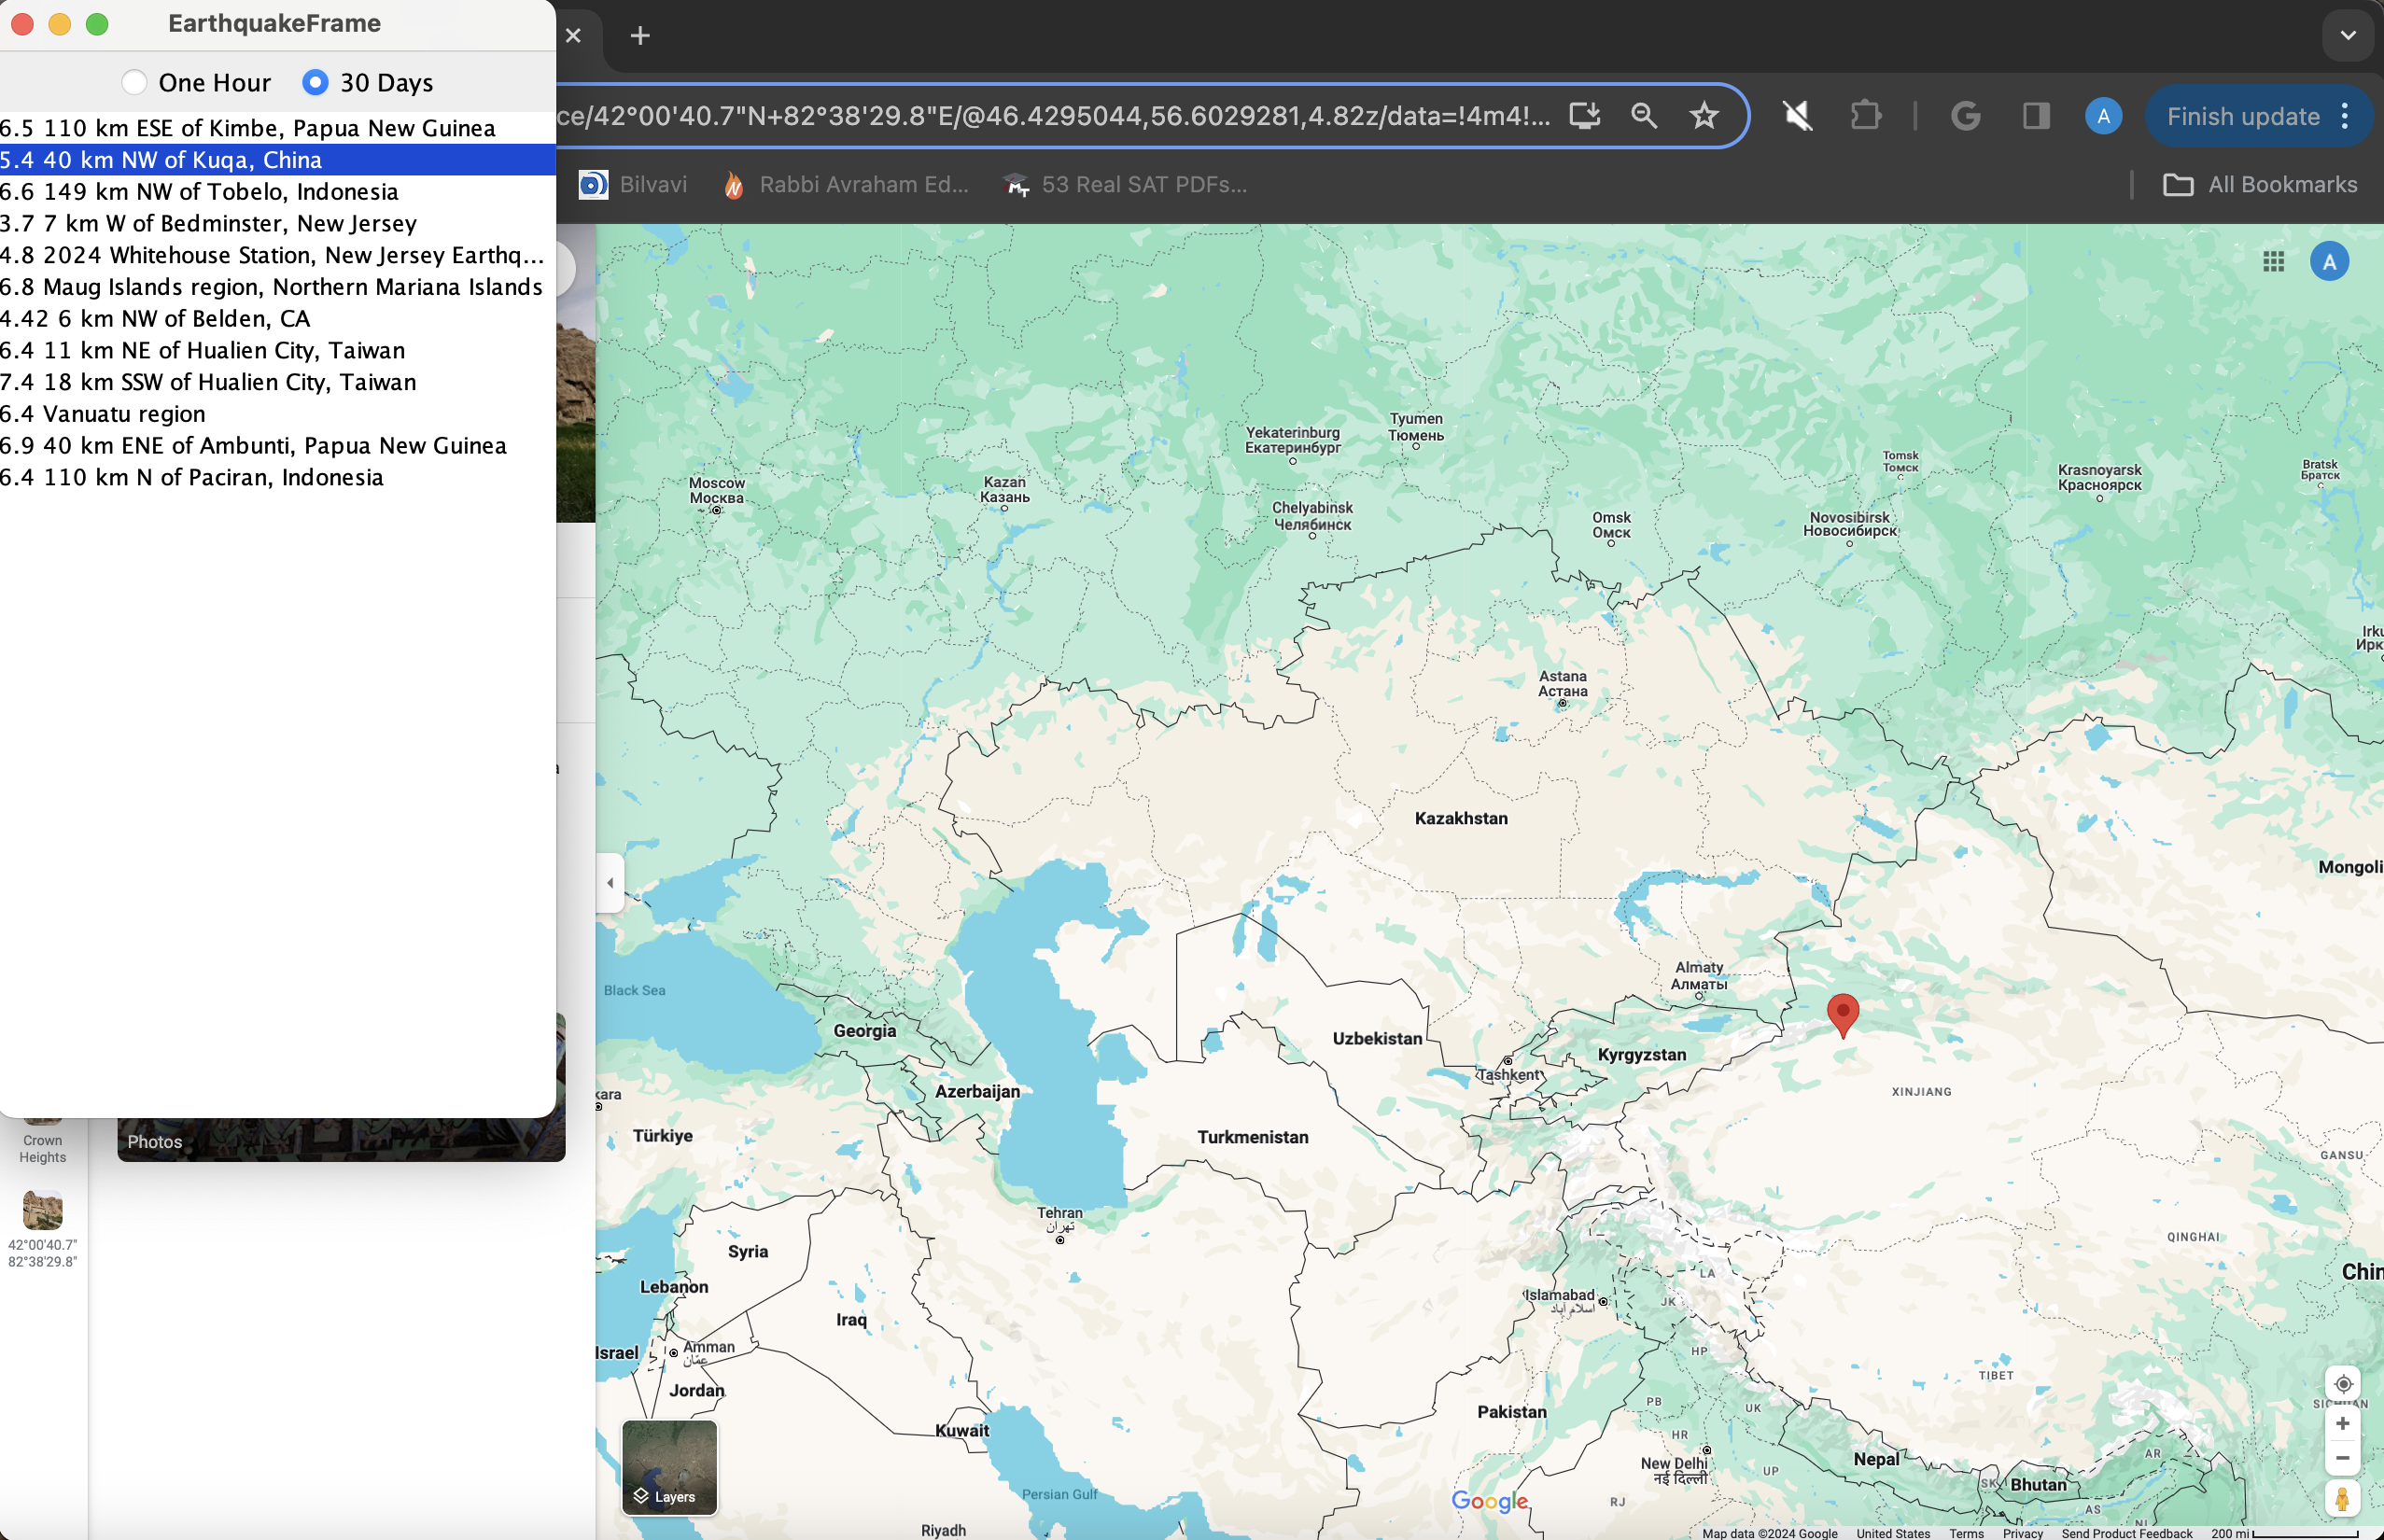 EarthquakeFrame
One Hour
30 Days
6.5 110 km ESE of Kimbe, Papua New Guinea
5.4 40 km NW of Kuqa, China
6.6 149 km NW of Tobelo, Indonesia
3.7 7 km W of Bedminster, New Jersey
4.8 2024 Whitehouse Station, New Jersey Earthq...
6.8 Maug Islands region, Northern Mariana Islands
4.42 6 km NW of Belden, CA
6.4 11 km NE of Hualien City, Taiwan
7.4 18 km SSW of Hualien City, Taiwan
6.4 Vanuatu region
6.9 40 km ENE of Ambunti, Papua New Guinea
6.4 110 km N of Paciran, Indonesia
ce/42°00'40.7"N+82°38'29.8"E/@46.4295044,56.6029281,4.82z/data=!4m4!...
A
Finish update
Bilvavi
Rabbi Avraham Ed...
53 Real SAT PDFs...
All Bookmarks
A
Tyumen
Тюмень
Yekaterinburg
Екатеринбург
Tomsk
Томск
Krasnoyarsk
Красноярск
Bratsk
Братск
Moscow
Москва
Kazan
Казань
Chelyabinsk
Челябинск
Omsk
Омск
Novosibirsk
Новосибирск
Irku
Ирк
Astana
Астана
Kazakhstan
Mongoli
Almaty
Алматы
Black Sea
Georgia
Uzbekistan
Kyrgyzstan
Tashkent
Azerbaijan
XINJIANG
kara
Türkiye
Turkmenistan
GANSU
Crown
Heights
Photos
Tehran
تهران
42°00'40.7"
82°38'29.8"
Syria
QINGHAI
Lebanon
LA
Chin
Islamabad
اسلام آباد
JK
Iraq
Israel
Amman
عمّان
HP
TIBET
Jordan
PB
UK
SICHUAN
Pakistan
Kuwait
HR
New Delhi
नई दिल्ली
UP
Nepal
AR
SK
Bhutan
Layers
Persian Gulf
Google
RJ
AS
NL
Riyadh
Map data ©2024 Google
United States
Terms
Privacy
Send Product Feedback
200 mi